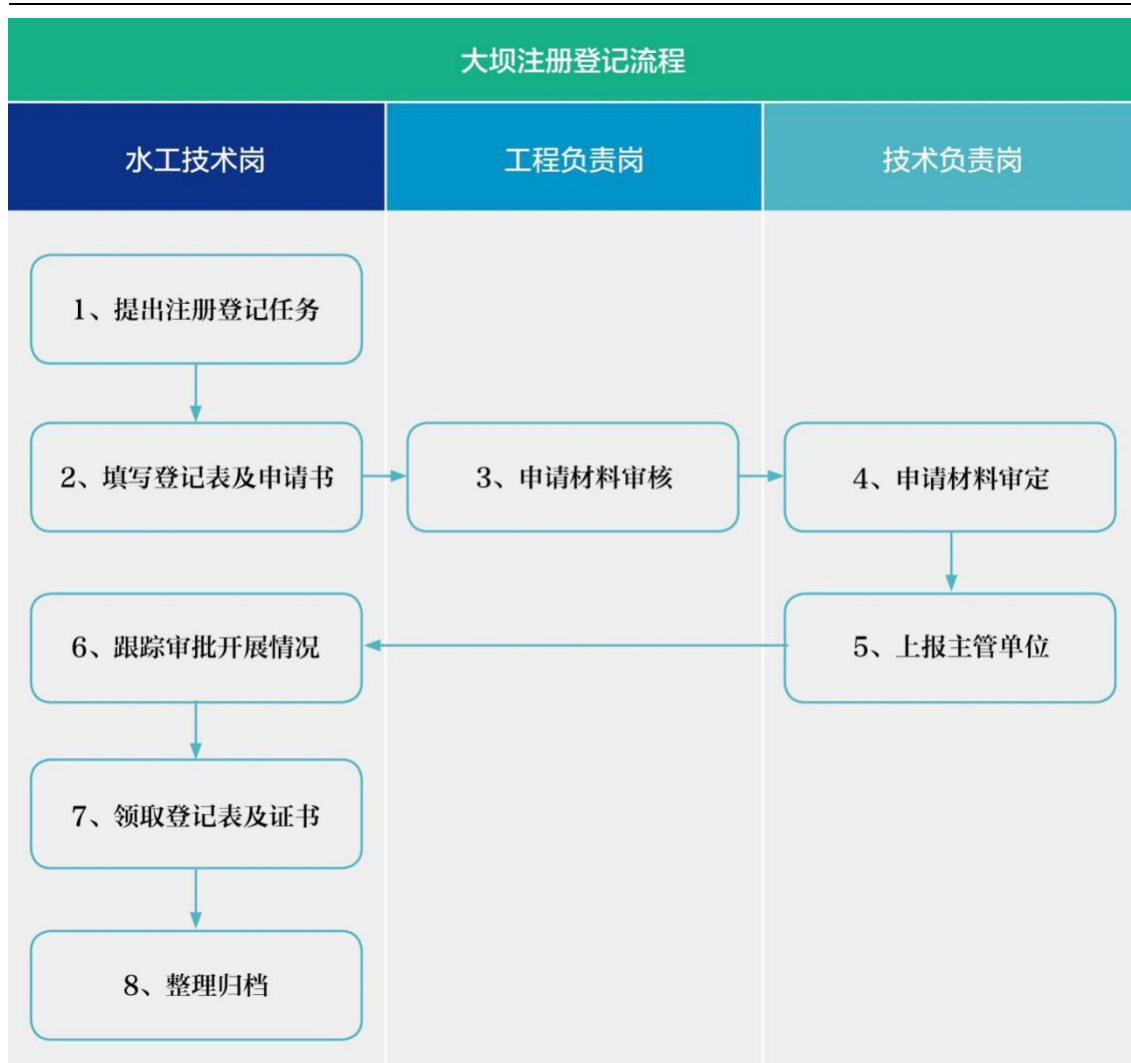 大坝注册登记流程
水工技术岗
工程负责岗
技术负责岗
1、提出注册登记任务
2、填写登记表及申请书
3、申请材料审核
4、申请材料审定
5、上报主管单位
6、跟踪审批开展情况
7、领取登记表及证书
8、整理归档